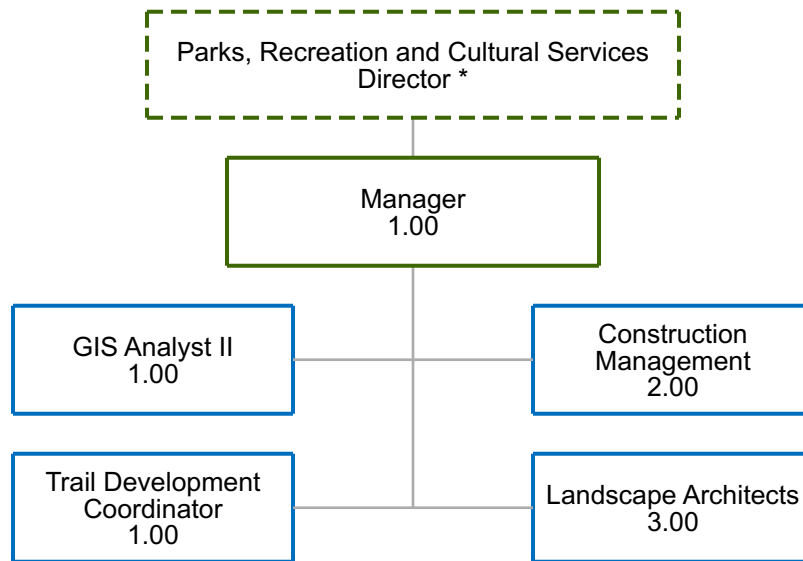 Parks, Recreation and Cultural Services
Director *
Manager
1.00
GIS Analyst II
1.00
Construction
Management
2.00
Trail Development
Coordinator
1.00
Landscape Architects
3.00